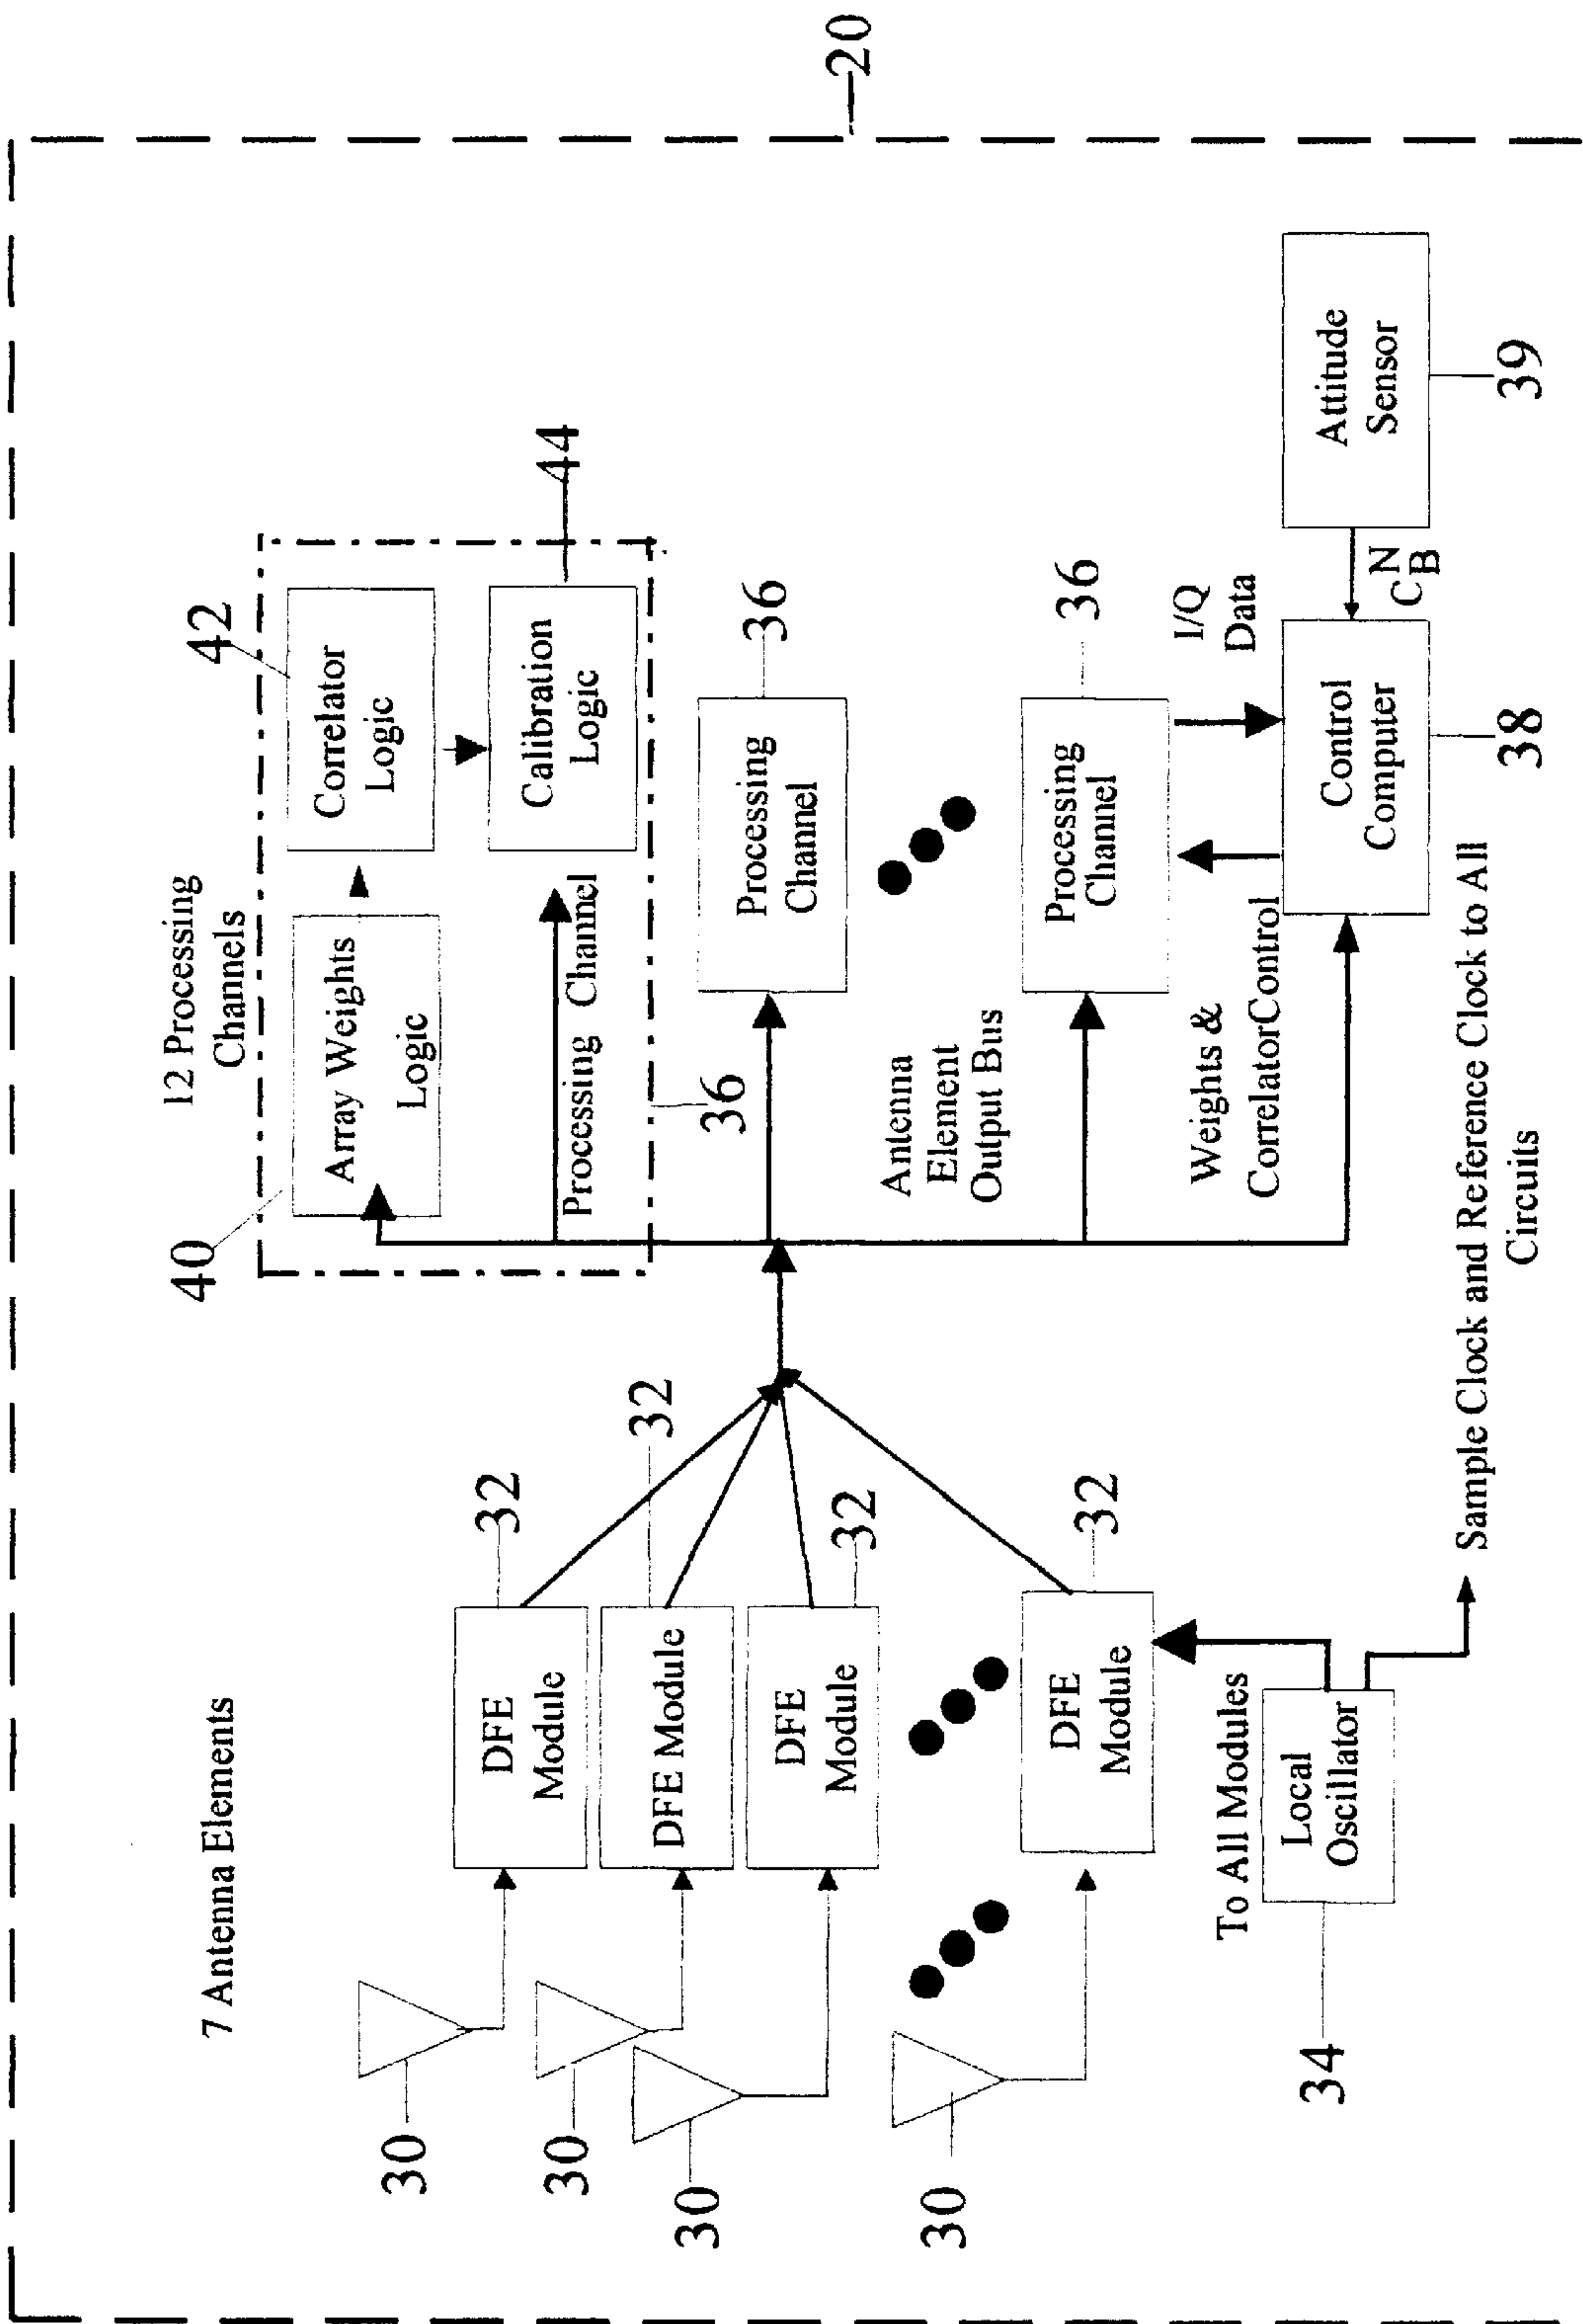 7 Antenna Elements
12 Processing
Channels
40
42
Array Weights
Logic
Correlator
Logic
Processing Channel
Calibration
Logic
44
36
30
30
30
30
DFE
Module
32
DFE Module
32
DFE
Module
32
DFE
Module
32
Processing
Channel
36
Antenna
Element
Output Bus
Processing
Channel
36
To All Modules
Local
Oscillator
34
Weights &
CorrelatorControl
I/Q
Data
Control
Computer
38
C N B
Attitude
Sensor
39
Sample Clock and Reference Clock to All
Circuits
20